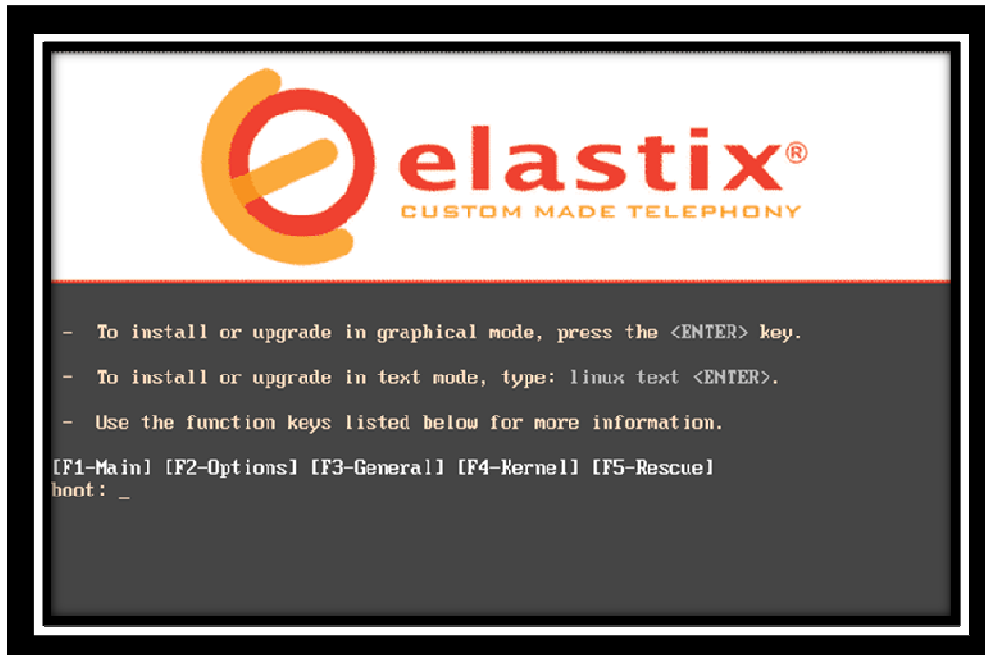 elastix®
CUSTOM MADE TELEPHONY
- To install or upgrade in graphical mode, press the <ENTER> key.
- To install or upgrade in text mode, type: linux text <ENTER>.
- Use the function keys listed below for more information.
[F1-Main] [F2-Options] [F3-General] [F4-Kernel] [F5-Rescue]
boot: _